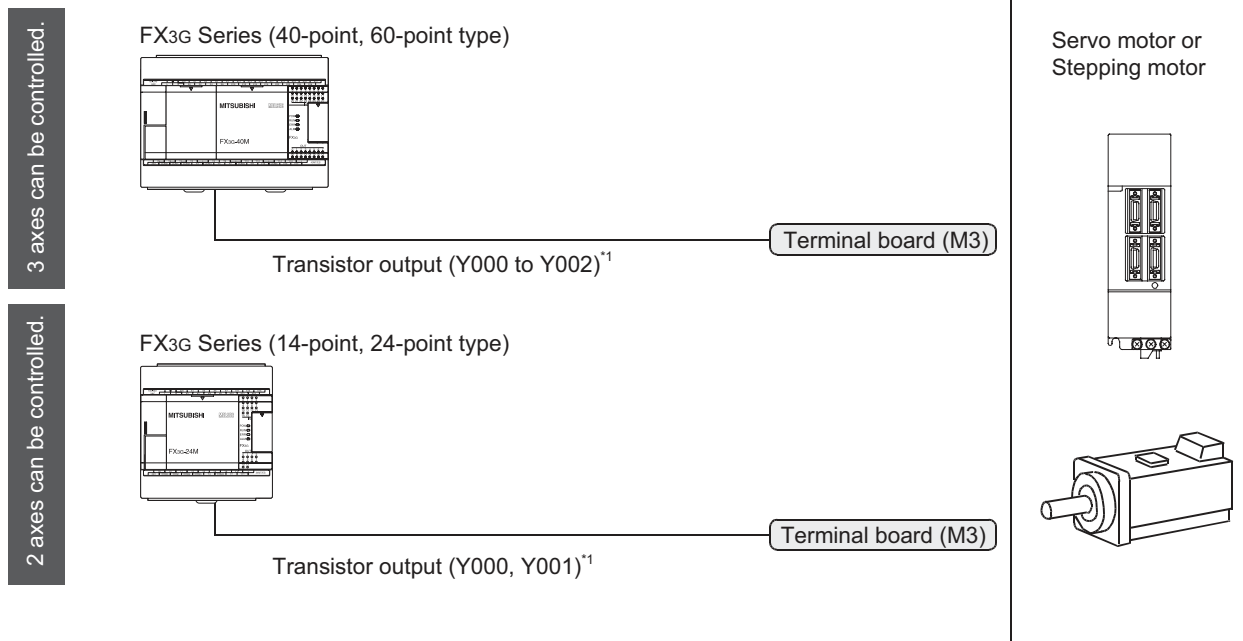 3 axes can be controlled.
FX3G Series (40-point, 60-point type)
MITSUBISHI
FX3G-40M
Transistor output (Y000 to Y002)*1
Terminal board (M3)
2 axes can be controlled.
FX3G Series (14-point, 24-point type)
MITSUBISHI
FX3G-24M
Transistor output (Y000, Y001)*1
Terminal board (M3)
Servo motor or
Stepping motor